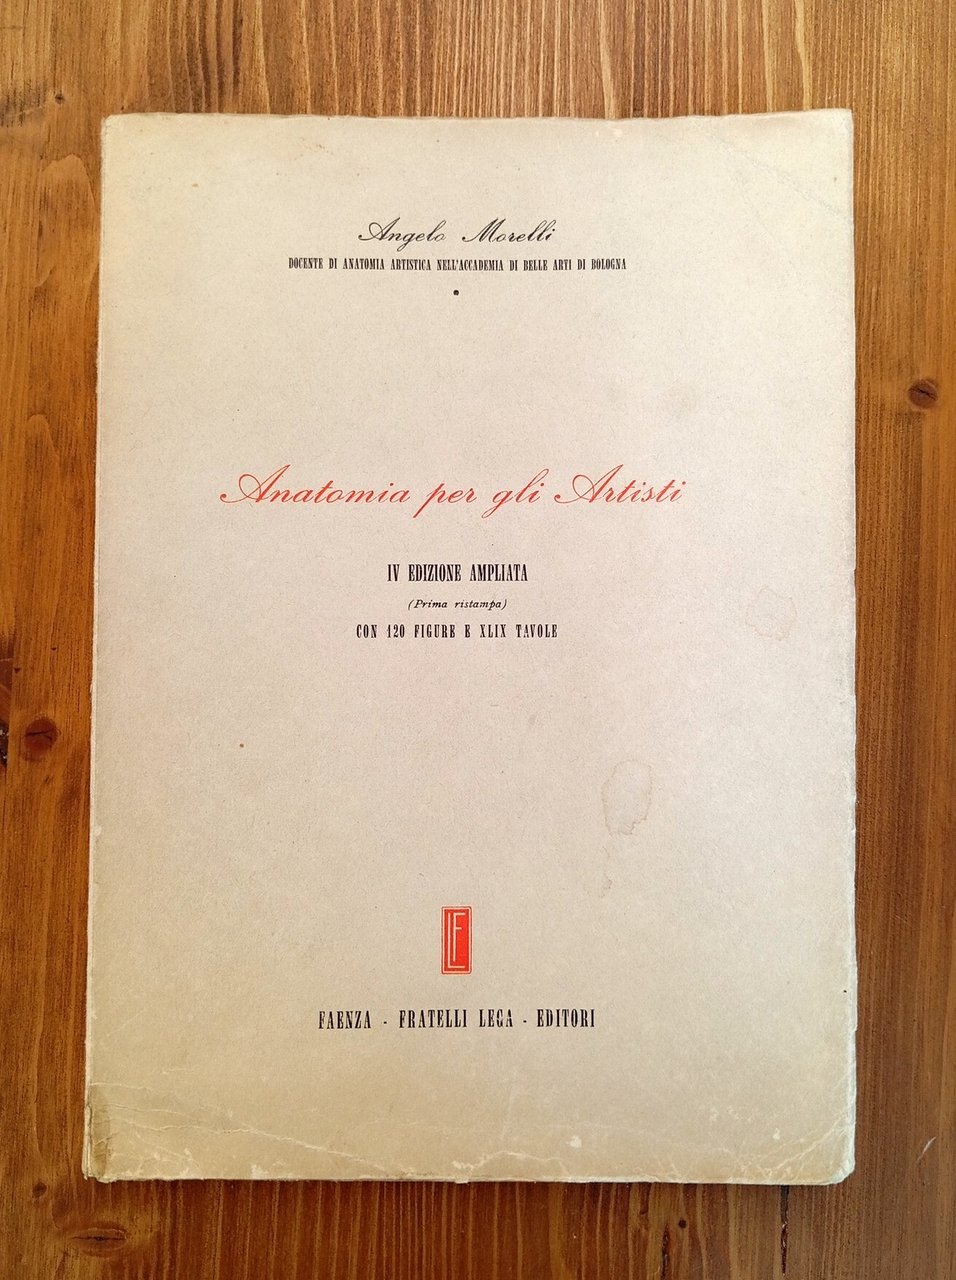 Angelo Morelli
DOCENTE DI ANATOMIA ARTISTICA NELL'ACCADEMIA DI BELLE ARTI DI BOLOGNA
Anatomia per gli Artisti
IV EDIZIONE AMPLIATA
(Prima ristampa)
CON 120 FIGURE E XLIX TAVOLE
LF
FAENZA - FRATELLI LEGA - EDITORI